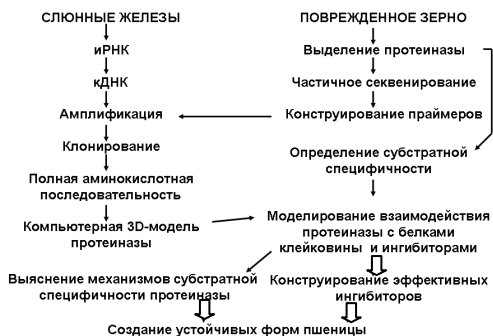 СЛЮННЫЕ ЖЕЛЕЗЫ
иРНК
кДНК
Амплификация
Клонирование
Полная аминокислотная
последовательность
Компьютерная 3D-модель
протеиназы
ПОВРЕЖДЕННОЕ ЗЕРНО
Выделение протеиназы
Частичное секвенирование
Конструирование праймеров
Определение субстратной
специфичности
Моделирование взаимодействия
протеиназы с белками
клейковины и ингибиторами
Выяснение механизмов субстратной
специфичности протеиназы
Конструирование эффективных
ингибиторов
Создание устойчивых форм пшеницы